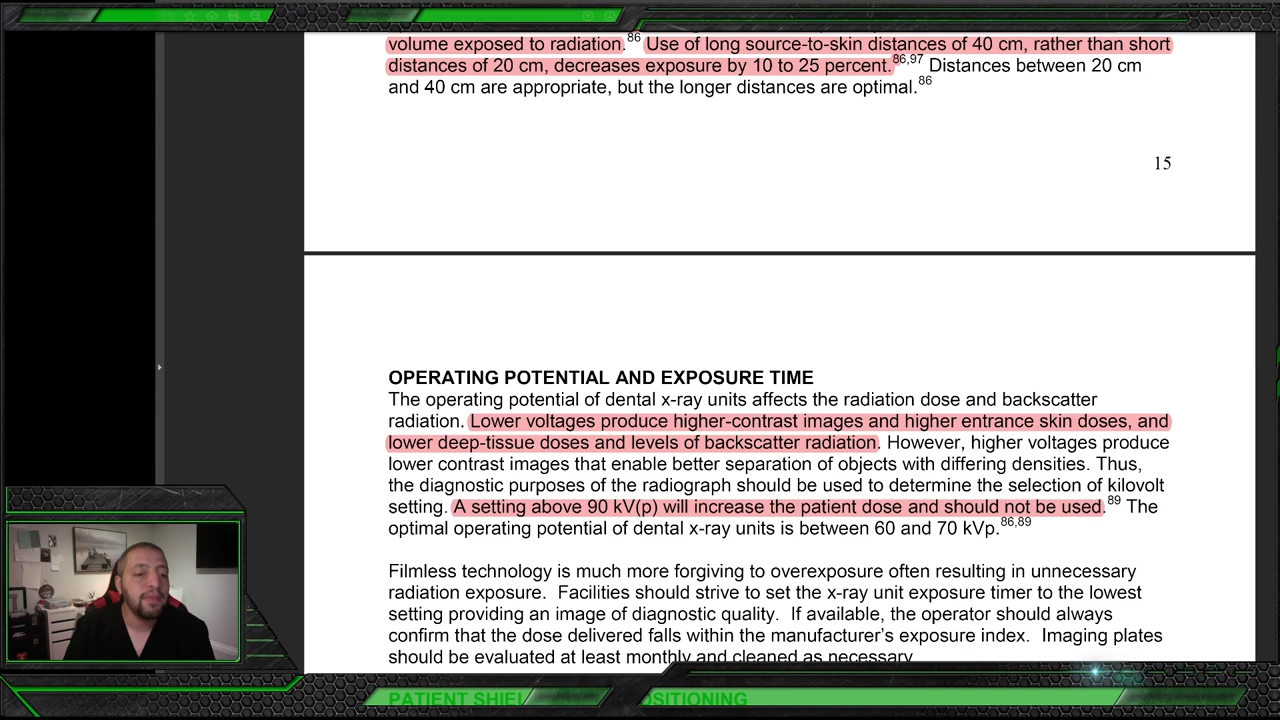 volume exposed to radiation.86 Use of long source-to-skin distances of 40 cm, rather than short
distances of 20 cm, decreases exposure by 10 to 25 percent.86,97 Distances between 20 cm
and 40 cm are appropriate, but the longer distances are optimal.86
15
OPERATING POTENTIAL AND EXPOSURE TIME
The operating potential of dental x-ray units affects the radiation dose and backscatter
radiation. Lower voltages produce higher-contrast images and higher entrance skin doses, and
lower deep-tissue doses and levels of backscatter radiation. However, higher voltages produce
lower contrast images that enable better separation of objects with differing densities. Thus,
the diagnostic purposes of the radiograph should be used to determine the selection of kilovolt
setting. A setting above 90 kV(p) will increase the patient dose and should not be used.89 The
optimal operating potential of dental x-ray units is between 60 and 70 kVp.86,89
Filmless technology is much more forgiving to overexposure often resulting in unnecessary
radiation exposure. Facilities should strive to set the x-ray unit exposure timer to the lowest
setting providing an image of diagnostic quality. If available, the operator should always
confirm that the dose delivered falls within the manufacturer's exposure index. Imaging plates
should be evaluated at least monthly and cleaned as necessary
PATIENT